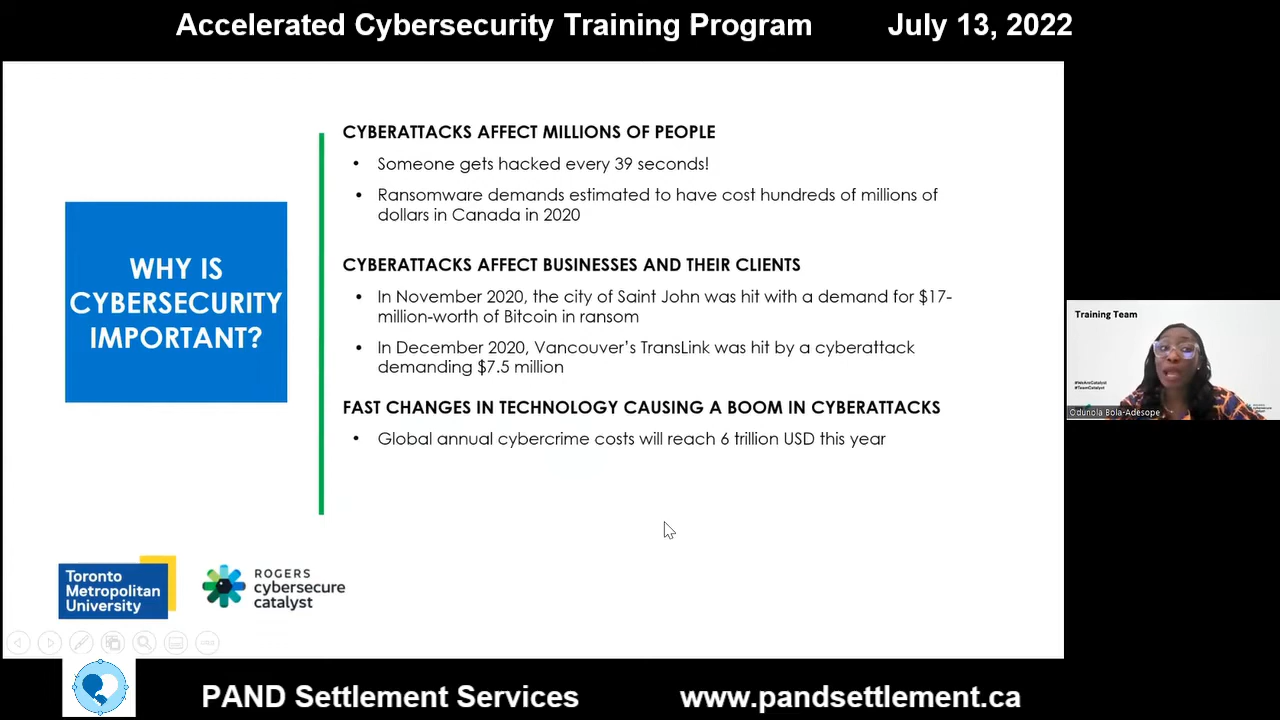 Accelerated Cybersecurity Training Program July 13, 2022
WHY IS
CYBERSECURITY
IMPORTANT?
CYBERATTACKS AFFECT MILLIONS OF PEOPLE
• Someone gets hacked every 39 seconds!
• Ransomware demands estimated to have cost hundreds of millions of
dollars in Canada in 2020
CYBERATTACKS AFFECT BUSINESSES AND THEIR CLIENTS
• In November 2020, the city of Saint John was hit with a demand for $17-
million-worth of Bitcoin in ransom
• In December 2020, Vancouver's TransLink was hit by a cyberattack
demanding $7.5 million
FAST CHANGES IN TECHNOLOGY CAUSING A BOOM IN CYBERATTACKS
• Global annual cybercrime costs will reach 6 trillion USD this year
Training Team
#WeAreCatalyst
#TeamCatalyst
Odunola Bola-Adesope
Toronto
Metropolitan
University
ROGERS
cybersecure
catalyst
PAND Settlement Services www.pandsettlement.ca